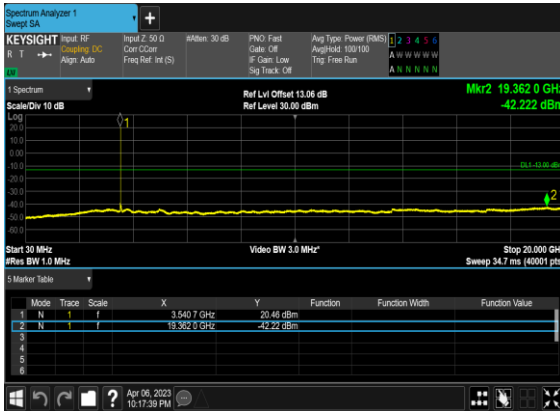 Spectrum Analyzer 1
Swept SA
+
KEYSIGHT
R T
Input: RF
Coupling: DC
Align: Auto
Input Z: 50 Ω
Corr CCorr
Freq Ref: Int (S)
#Atten: 30 dB
PNO: Fast
Gate: Off
IF Gain: Low
Sig Track: Off
Avg Type: Power (RMS)
Avg|Hold: 100/100
Trig: Free Run
1 2 3 4 5 6
A W W W W W
A N N N N N
1 Spectrum
Scale/Div 10 dB
Ref Lvl Offset 13.06 dB
Ref Level 30.00 dBm
Mkr2 19.362 0 GHz
-42.222 dBm
Log
20.0
10.0
0.00
-10.0
-20.0
-30.0
-40.0
-50.0
-60.0
1
DL1 -13.00 dBm
2
Start 30 MHz
#Res BW 1.0 MHz
Video BW 3.0 MHz*
Stop 20.000 GHz
Sweep 34.7 ms (40001 pts)
5 Marker Table
Mode Trace Scale X Y Function Function Width Function Value
1 N 1 f 3.540 7 GHz 20.46 dBm
2 N 1 f 19.362 0 GHz -42.22 dBm
3
4
5
6
?
Apr 06, 2023
10:17:39 PM